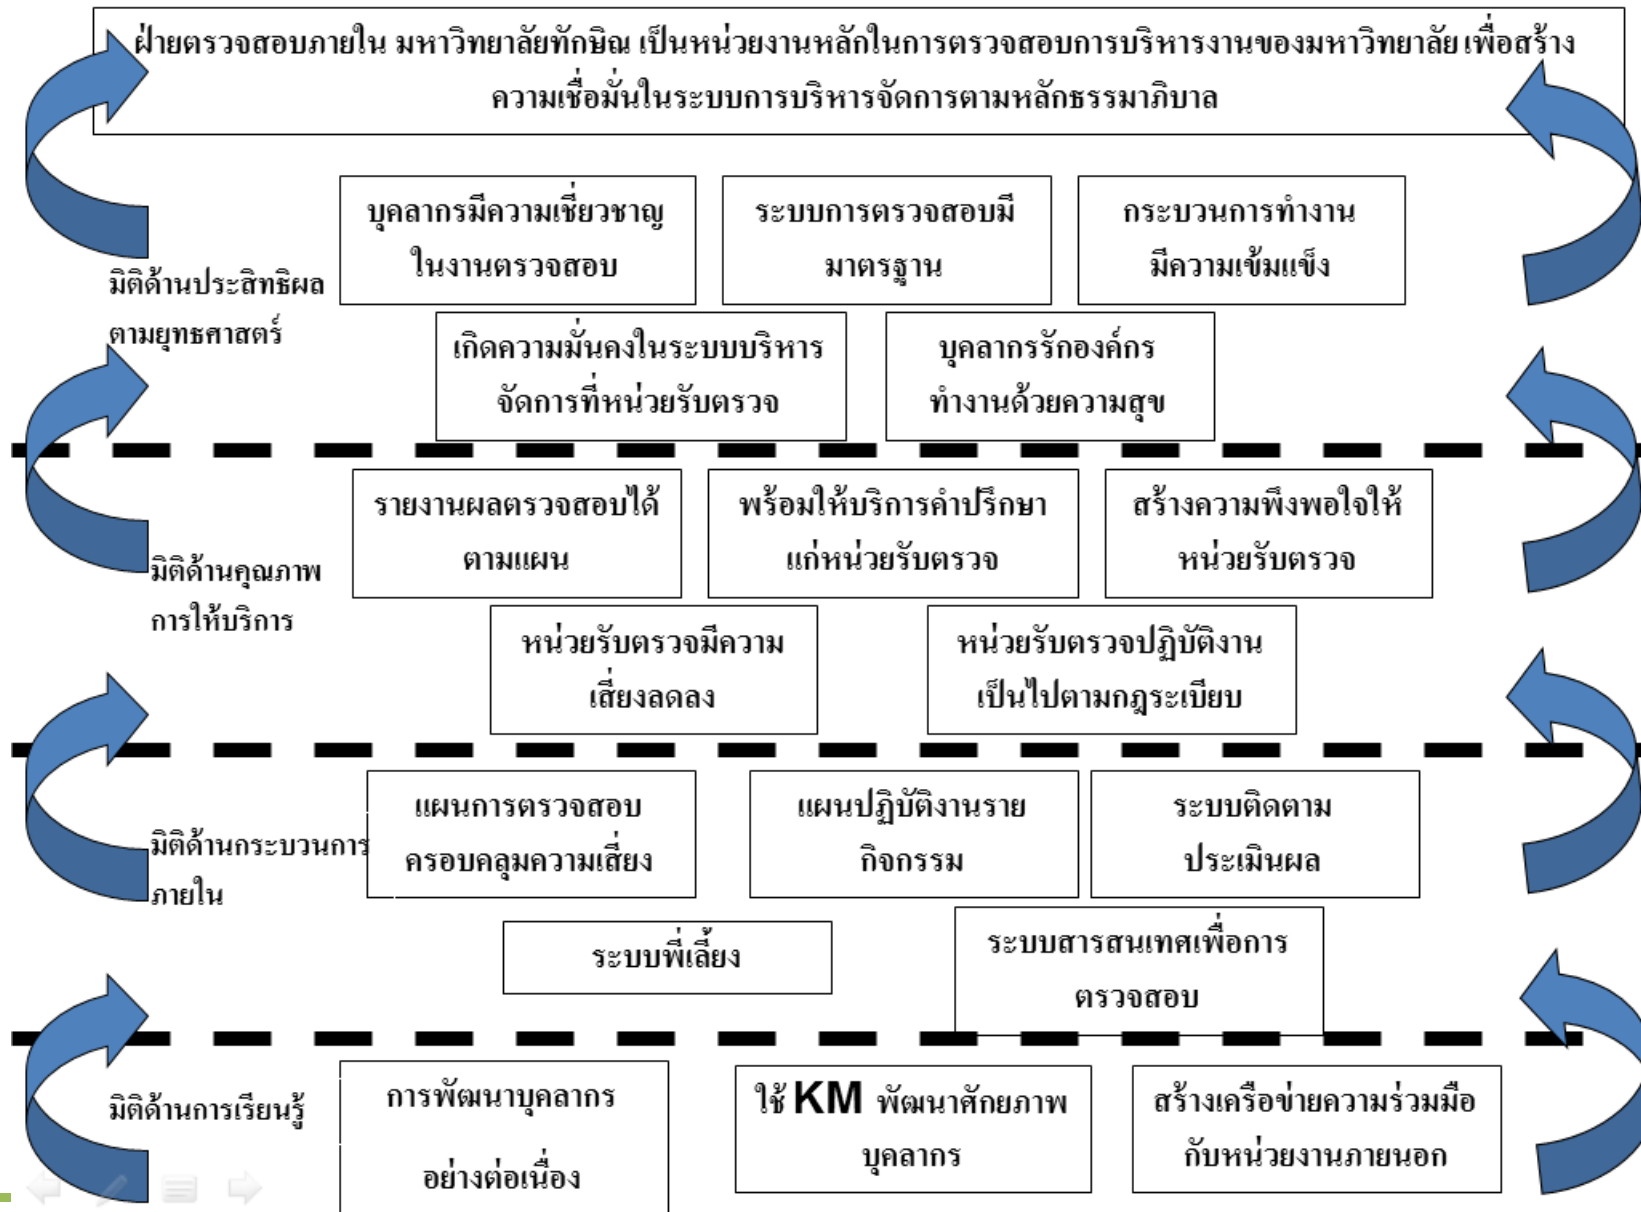 ฝ่ายตรวจสอบภายใน มหาวิทยาลัยทักษิณ เป็นหน่วยงานหลักในการตรวจสอบการบริหารงานของมหาวิทยาลัย เพื่อสร้าง
ความเชื่อมั่นในระบบการบริหารจัดการตามหลักธรรมาภิบาล
มิติด้านประสิทธิผล
ตามยุทธศาสตร์
บุคลากรมีความเชี่ยวชาญ
ในงานตรวจสอบ
ระบบการตรวจสอบมี
มาตรฐาน
กระบวนการทำงาน
มีความเข้มแข็ง
เกิดความมั่นคงในระบบบริหาร
จัดการที่หน่วยรับตรวจ
บุคลากรรักองค์กร
ทำงานด้วยความสุข
มิติด้านคุณภาพ
การให้บริการ
รายงานผลตรวจสอบได้
ตามแผน
พร้อมให้บริการคำปรึกษา
แก่หน่วยรับตรวจ
สร้างความพึงพอใจให้
หน่วยรับตรวจ
หน่วยรับตรวจมีความ
เสี่ยงลดลง
หน่วยรับตรวจปฏิบัติงาน
เป็นไปตามกฎระเบียบ
มิติด้านกระบวนการ
ภายใน
แผนการตรวจสอบ
ครอบคลุมความเสี่ยง
แผนปฏิบัติงานราย
กิจกรรม
ระบบติดตาม
ประเมินผล
ระบบพี่เลี้ยง
ระบบสารสนเทศเพื่อการ
ตรวจสอบ
มิติด้านการเรียนรู้
การพัฒนาบุคลากร
อย่างต่อเนื่อง
ใช้ KM พัฒนาศักยภาพ
บุคลากร
สร้างเครือข่ายความร่วมมือ
กับหน่วยงานภายนอก